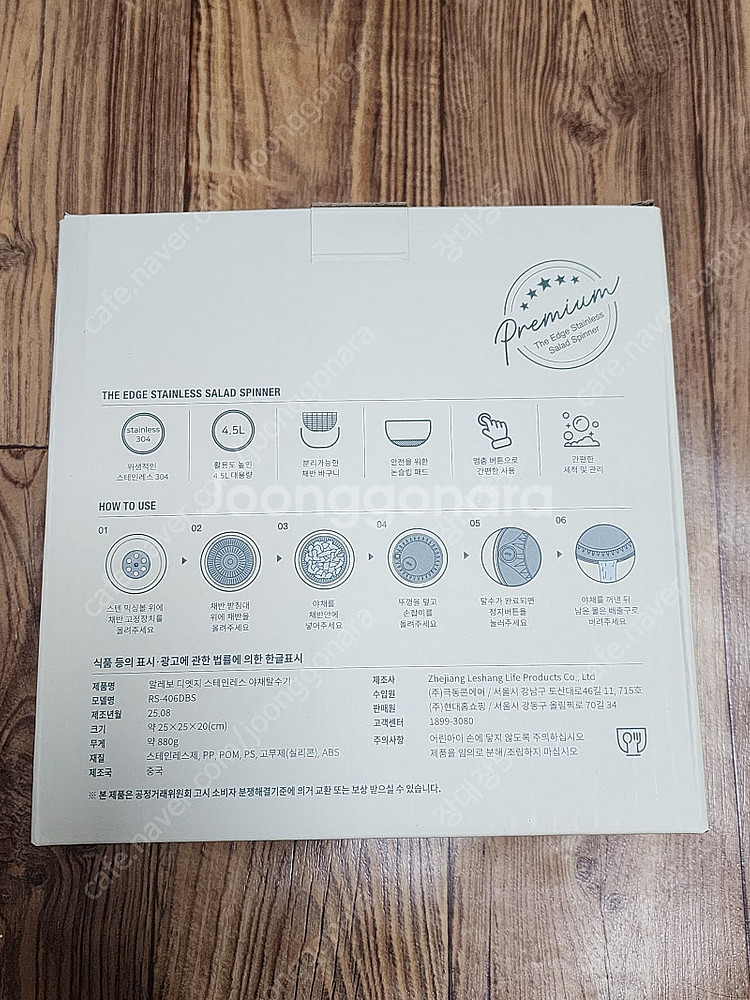 Premium
The Edge Stainless
Salad Spinner
THE EDGE STAINLESS SALAD SPINNER
stainless
304
4.5L
위생적인
스테인레스 304
활용도 높인
4.5L 대용량
분리가능한
채반 바구니
안전을 위한
논슬립 패드
멈춤 버튼으로
간편한 사용
간편한
세척 및 관리
Joonggonara
HOW TO USE
01
02
03
04
05
06
스텐 믹싱볼 위에
채반 고정장치를
올려주세요
채반 받침대
위에 채반을
올려주세요
야채를
채반안에
넣어주세요
뚜껑을 덮고
손잡이를
돌려주세요
탈수가 완료되면
정지버튼을
눌러주세요
야채를 꺼낸 뒤
남은 물은 배출구로
버려주세요
식품 등의 표시·광고에 관한 법률에 의한 한글표시
제품명 알레보 디엣지 스테인레스 야채탈수기
모델명 RS-406DBS
제조년월 25.08
크기 약 25×25×20(cm)
무게 약 880g
재질 스테인레스제, PP, POM, PS, 고무제(실리콘), ABS
제조국 중국
제조사 Zhejiang Leshang Life Products Co., Ltd
수입원 (주)극동콘에어 / 서울시 강남구 도산대로46길 11, 715호
판매원 (주)현대홈쇼핑 / 서울시 강동구 올림픽로 70길 34
고객센터 1899-3080
주의사항 어린아이 손에 닿지 않도록 주의하십시오
제품을 임의로 분해/조립하지 마십시오
※ 본 제품은 공정거래위원회 고시 소비자 분쟁해결기준에 의거 교환 또는 보상 받으실 수 있습니다.
cafe.naver.com/joonggonara